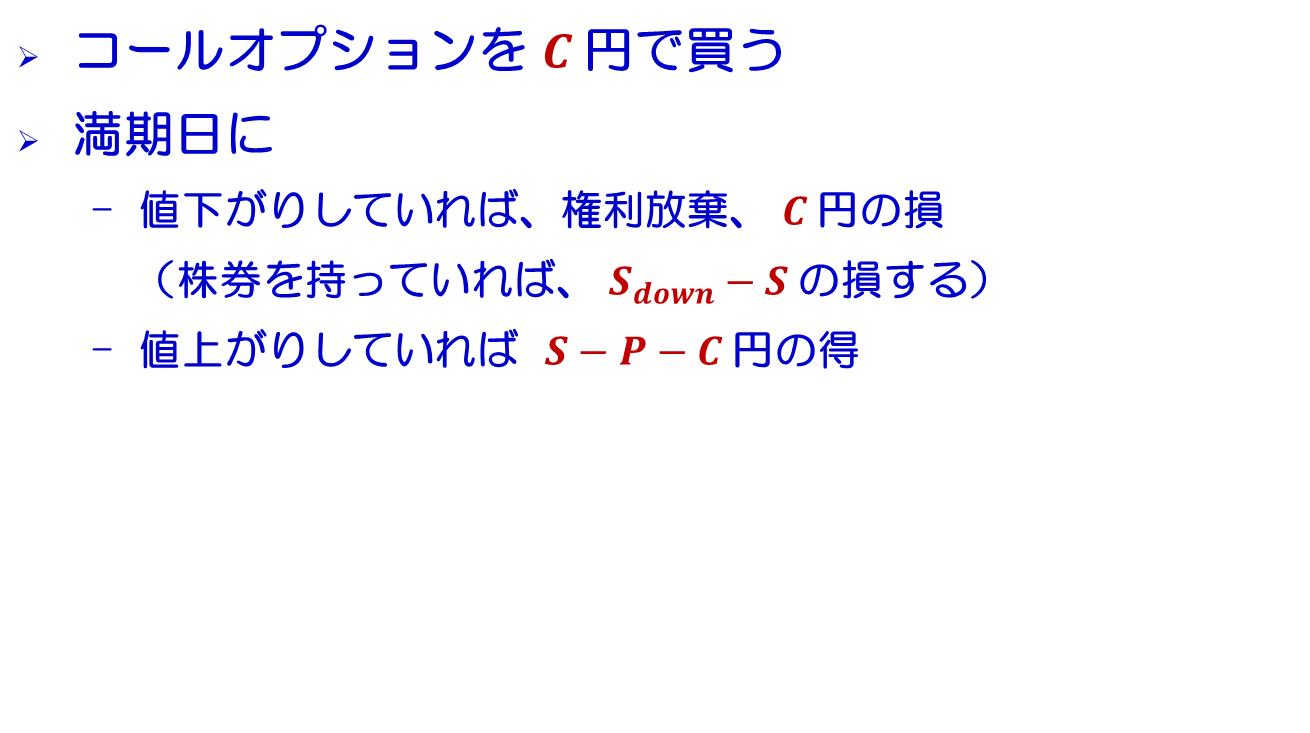 ➢ コールオプションを C 円で買う
➢ 満期日に
– 値下がりしていれば、権利放棄、 C 円の損
（株券を持っていれば、 S_down − S の損する）
– 値上がりしていれば S − P − C 円の得